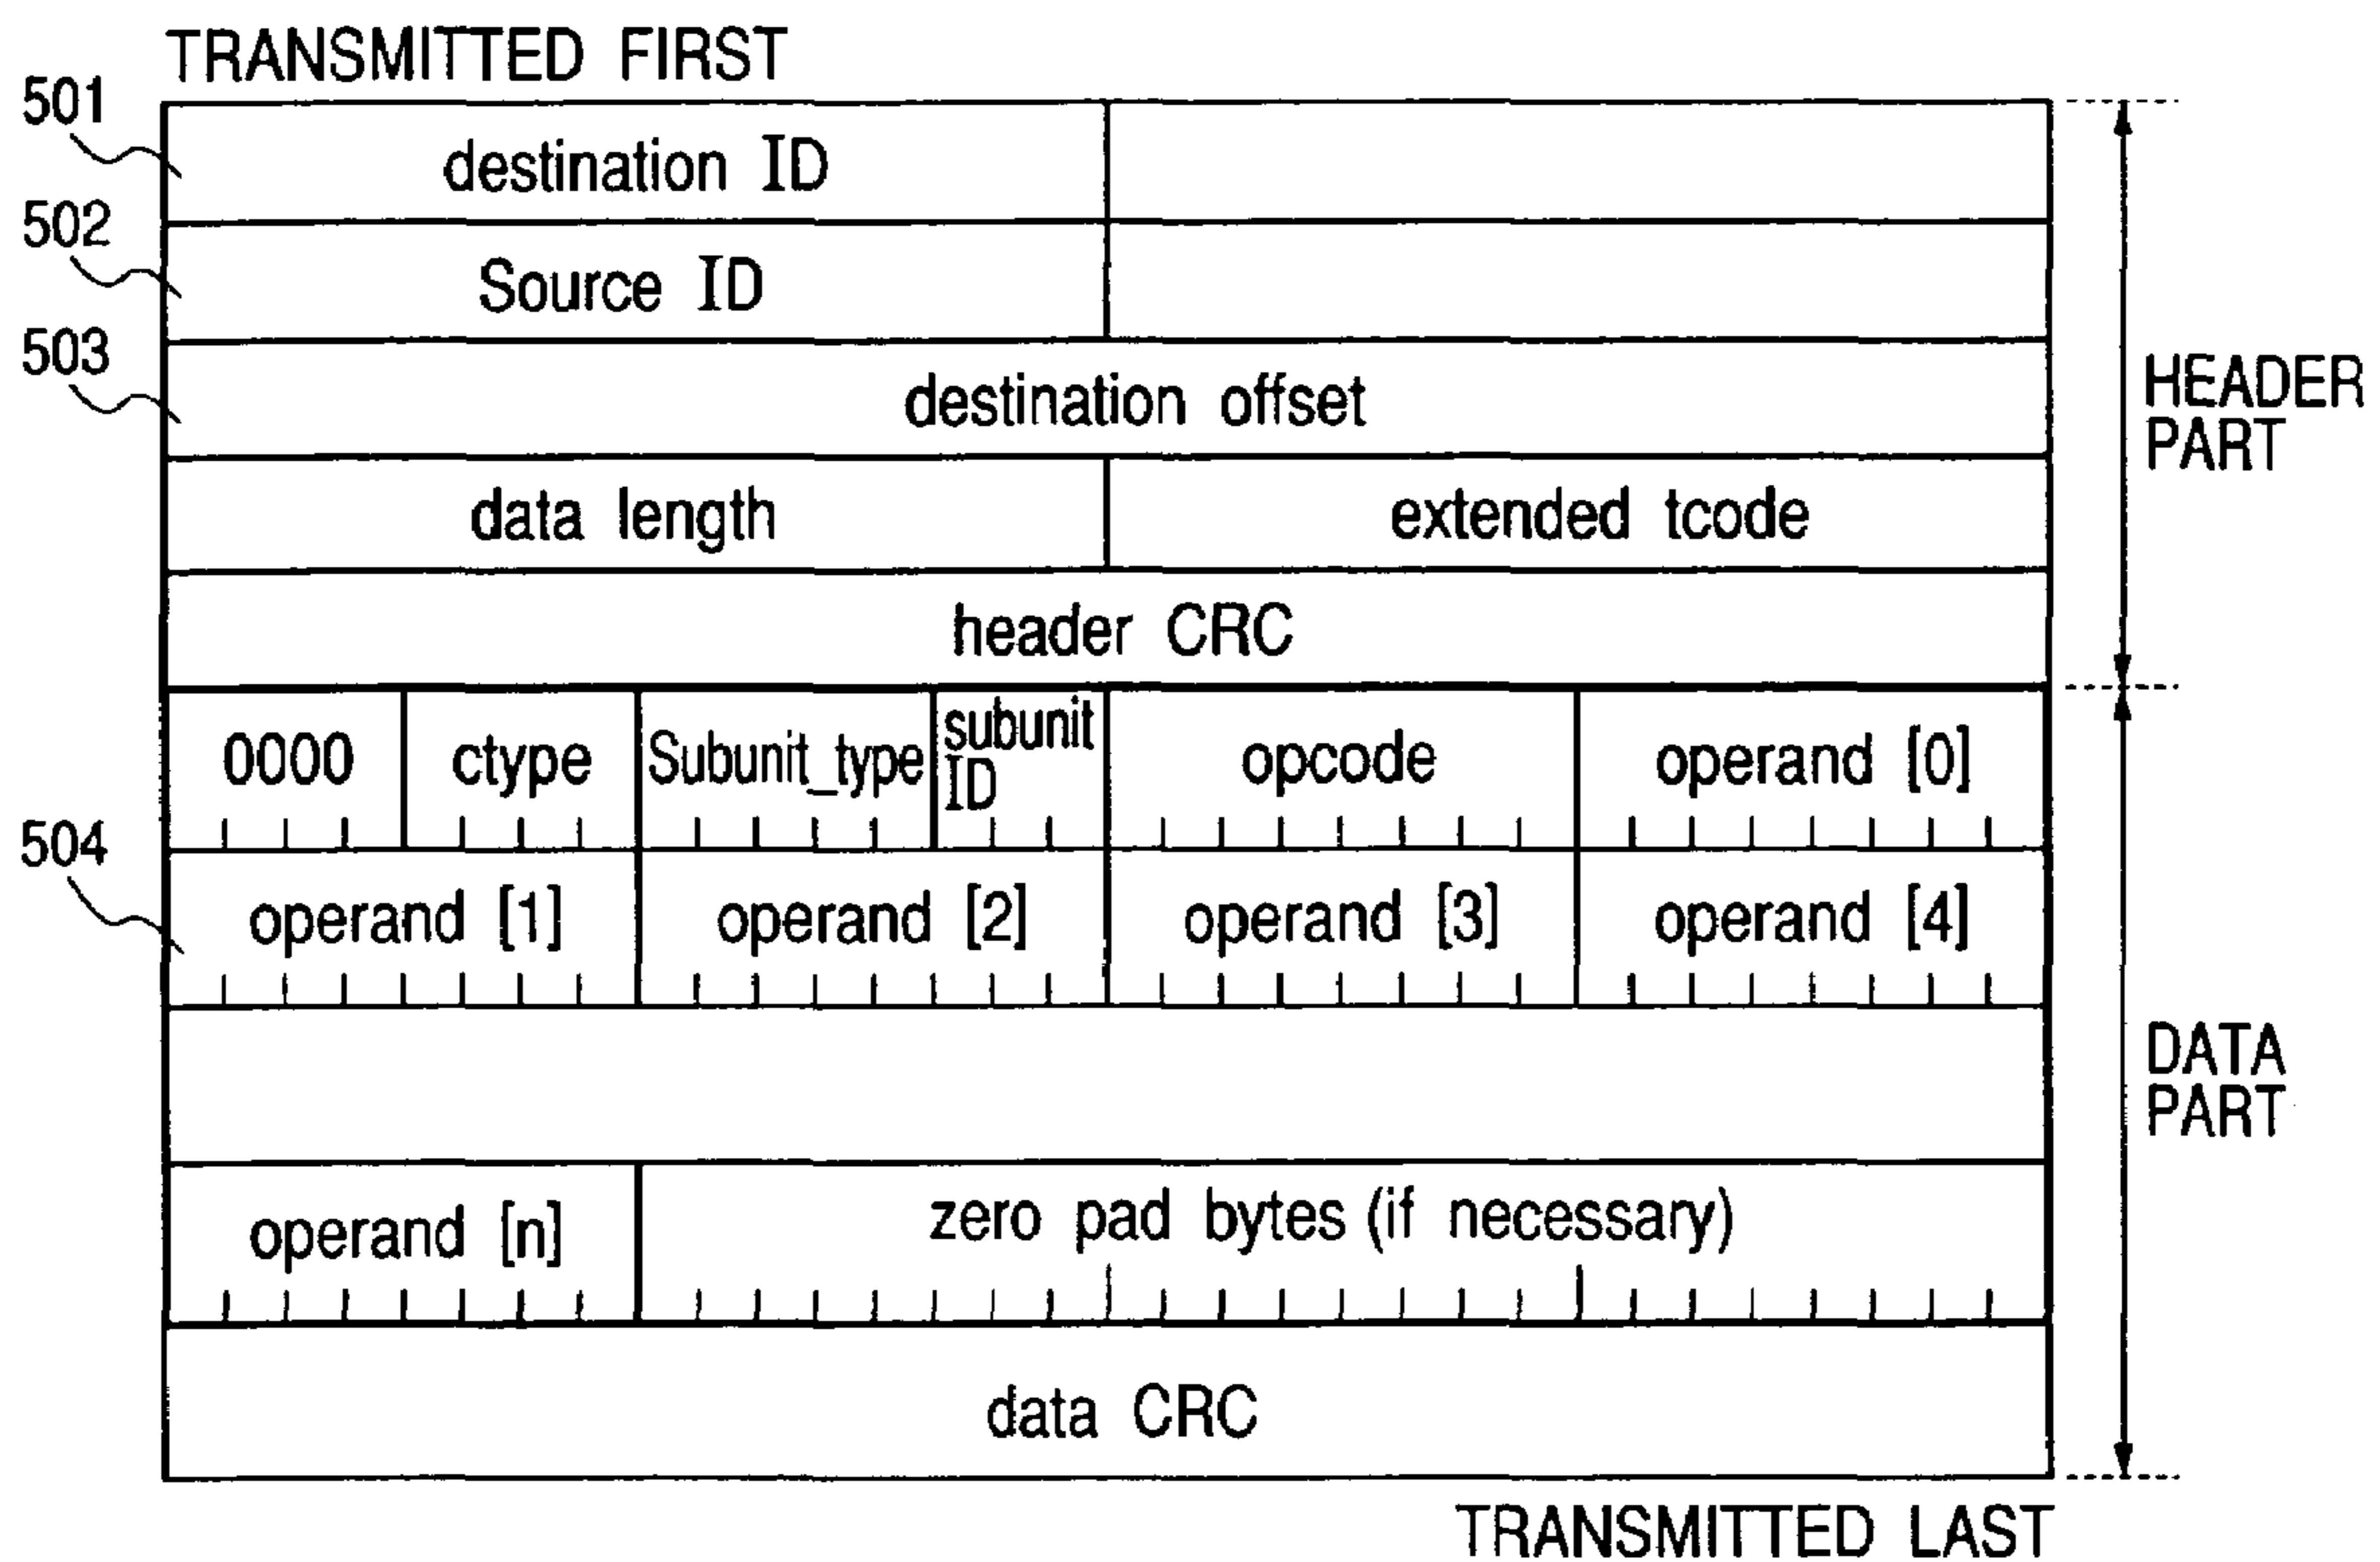 TRANSMITTED FIRST
501
destination ID
502
Source ID
503
destination offset
HEADER
PART
data length extended tcode
header CRC
0000 ctype Subunit_type subunit
ID opcode operand [0]
504
operand [1] operand [2] operand [3] operand [4]
DATA
PART
operand [n] zero pad bytes (if necessary)
data CRC
TRANSMITTED LAST